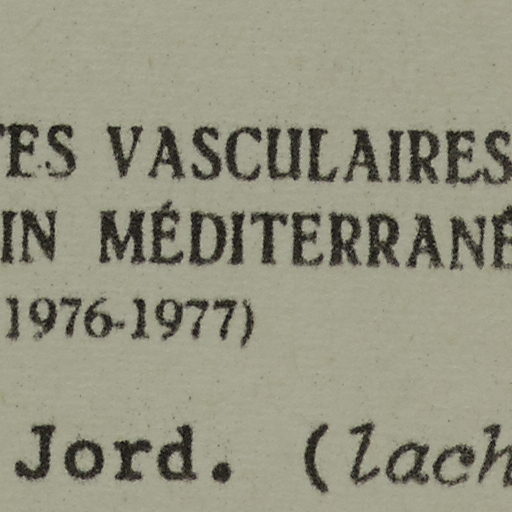 TES VASCULAIRES
IN MÉDITERRANÉ
1976-1977)
Jord. (lach